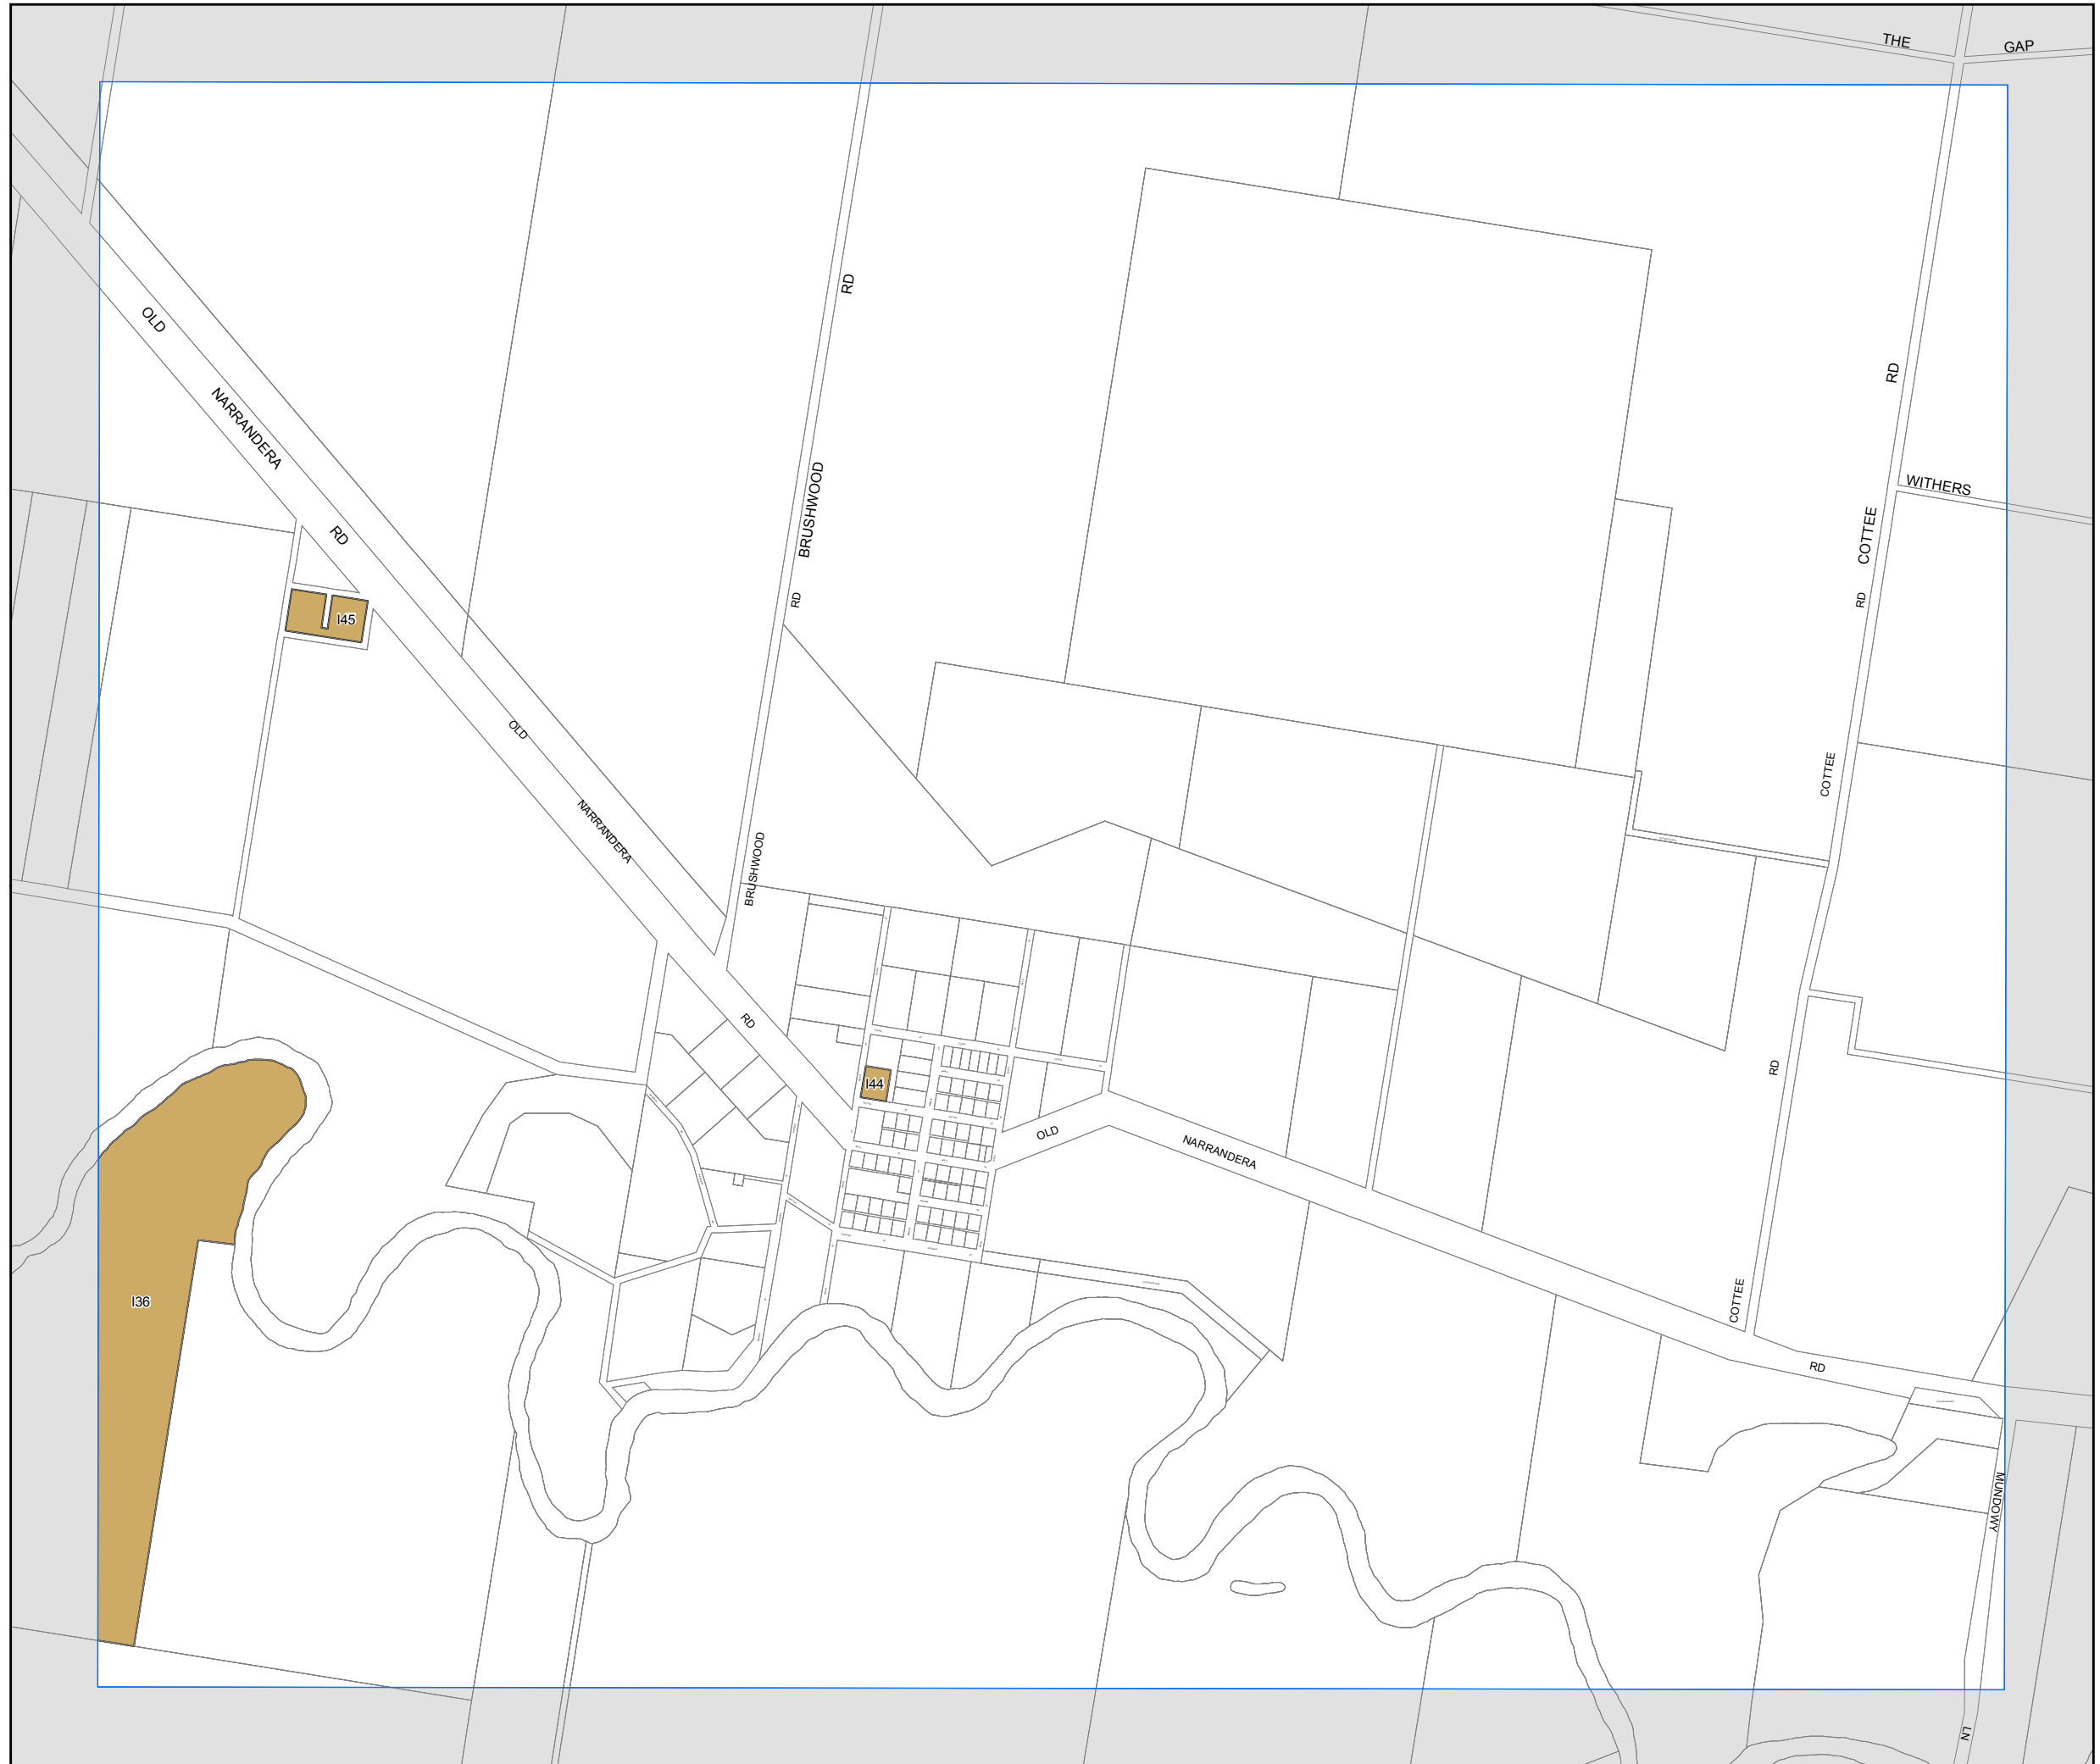 THE
GAP
RD
OLD
RD
NARRANDERA
BRUSHWOOD
WITHERS
RD
COTTEE
RD
RD
I45
OLD
COTTEE
NARRANDERA
BRUSHWOOD
RD
RD
I44
OLD
NARRANDERA
I36
COTTEE
RD
MUNDOWY
LN